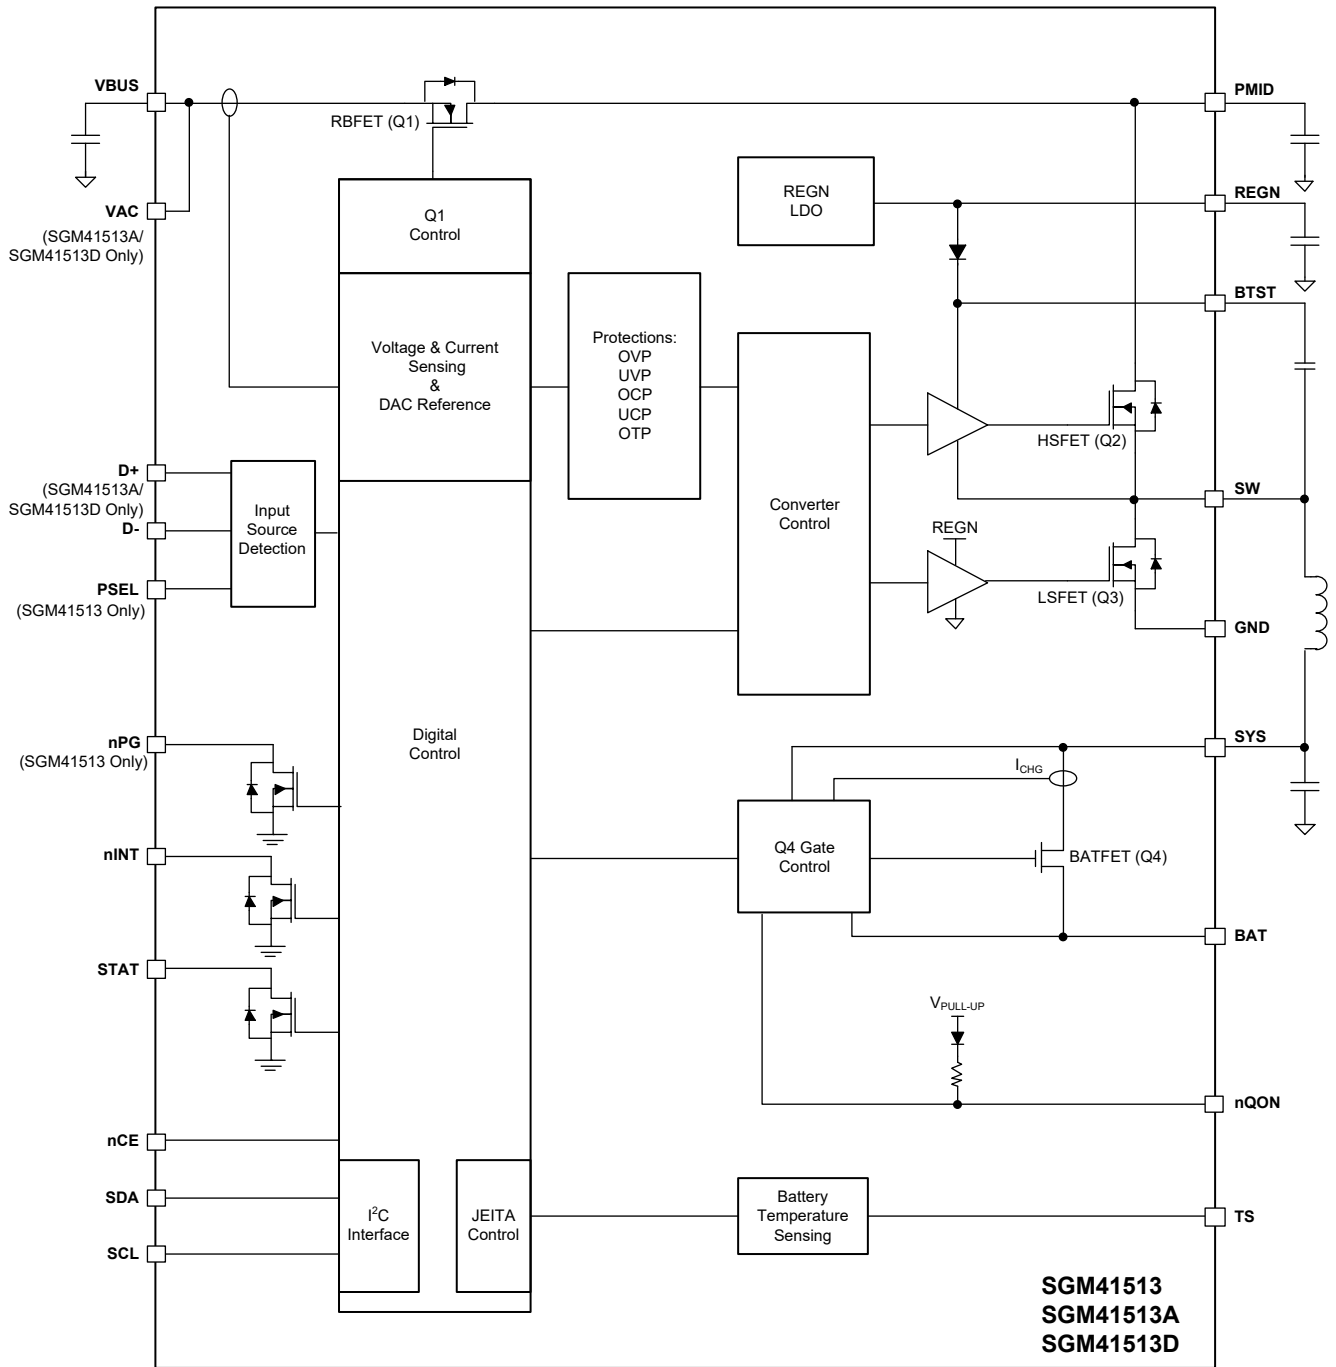 VBUS
PMID
RBFET (Q1)
REGN
LDO
REGN
VAC
(SGM41513A/
SGM41513D Only)
Q1
Control
BTST
Voltage & Current
Sensing
&
DAC Reference
Protections:
OVP
UVP
OCP
UCP
OTP
HSFET (Q2)
D+
(SGM41513A/
SGM41513D Only)
D-
Input
Source
Detection
Converter
Control
SW
REGN
PSEL
(SGM41513 Only)
LSFET (Q3)
GND
nPG
(SGM41513 Only)
Digital
Control
SYS
ICHG
nINT
Q4 Gate
Control
BATFET (Q4)
BAT
STAT
VPULL-UP
nQON
nCE
SDA
SCL
I2C
Interface
JEITA
Control
Battery
Temperature
Sensing
TS
SGM41513
SGM41513A
SGM41513D